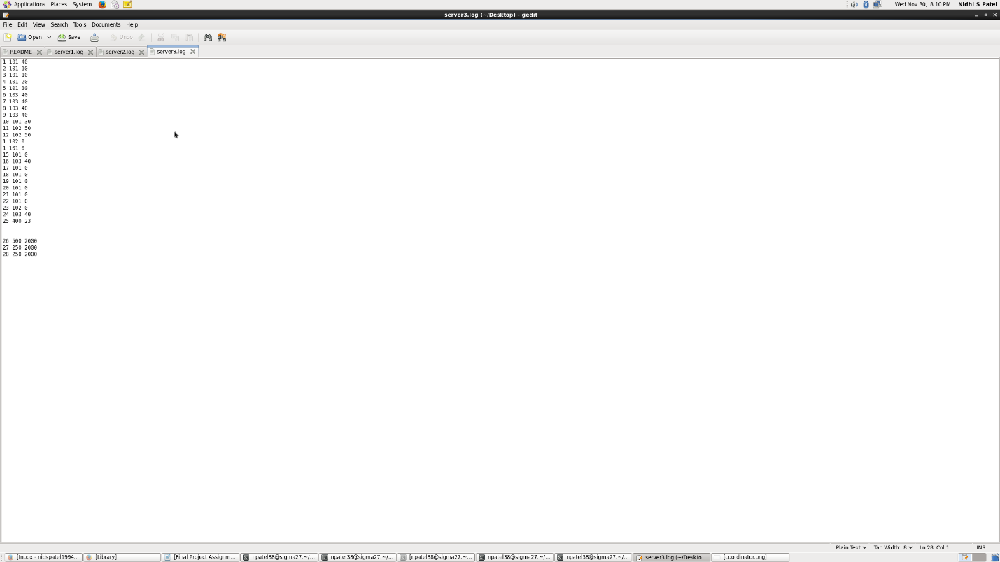 Applications Places System
Wed Nov 30, 8:10 PM Nidhi S Patel
server3.log (~/Desktop) - gedit
File Edit View Search Tools Documents Help
Open Save Undo
README server1.log server2.log server3.log
1 101 40
2 101 10
3 101 10
4 101 20
5 101 30
6 103 40
7 103 40
8 103 40
9 103 40
10 101 30
11 102 50
12 102 50
1 102 0
1 101 0
15 101 0
16 103 40
17 101 0
18 101 0
19 101 0
20 101 0
21 101 0
22 101 0
23 102 0
24 103 40
25 400 23
26 500 2000
27 250 2000
28 250 2000
Plain Text Tab Width: 8 Ln 28, Col 1 INS
[Inbox - nidspatel1994... [Library] [Final Project Assignm... npatel38@sigma27:~/... npatel38@sigma27:~/... [npatel38@sigma27:~/... npatel38@sigma27:~/... npatel38@sigma27:~/... server3.log (~/Deskto... [coordinator.png]